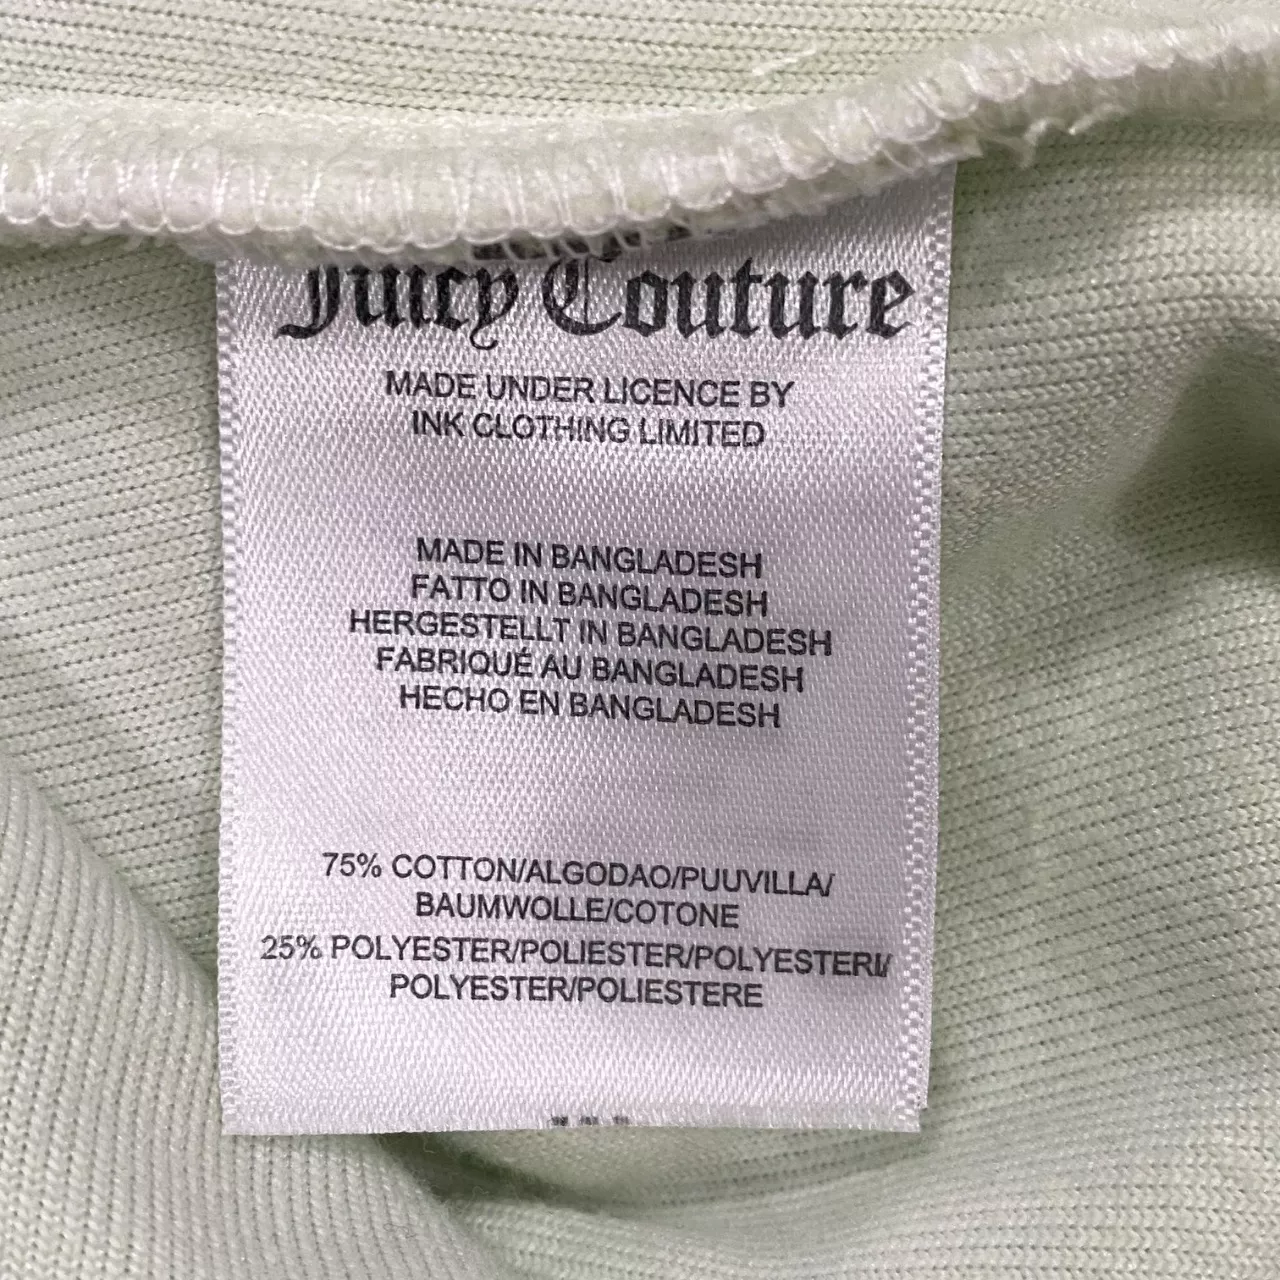 Juicy Couture
MADE UNDER LICENCE BY
INK CLOTHING LIMITED
MADE IN BANGLADESH
FATTO IN BANGLADESH
HERGESTELLT IN BANGLADESH
FABRIQUÉ AU BANGLADESH
HECHO EN BANGLADESH
75% COTTON/ALGODAO/PUUVILLA/
BAUMWOLLE/COTONE
25% POLYESTER/POLIESTER/POLYESTERI/
POLYESTER/POLIESTERE